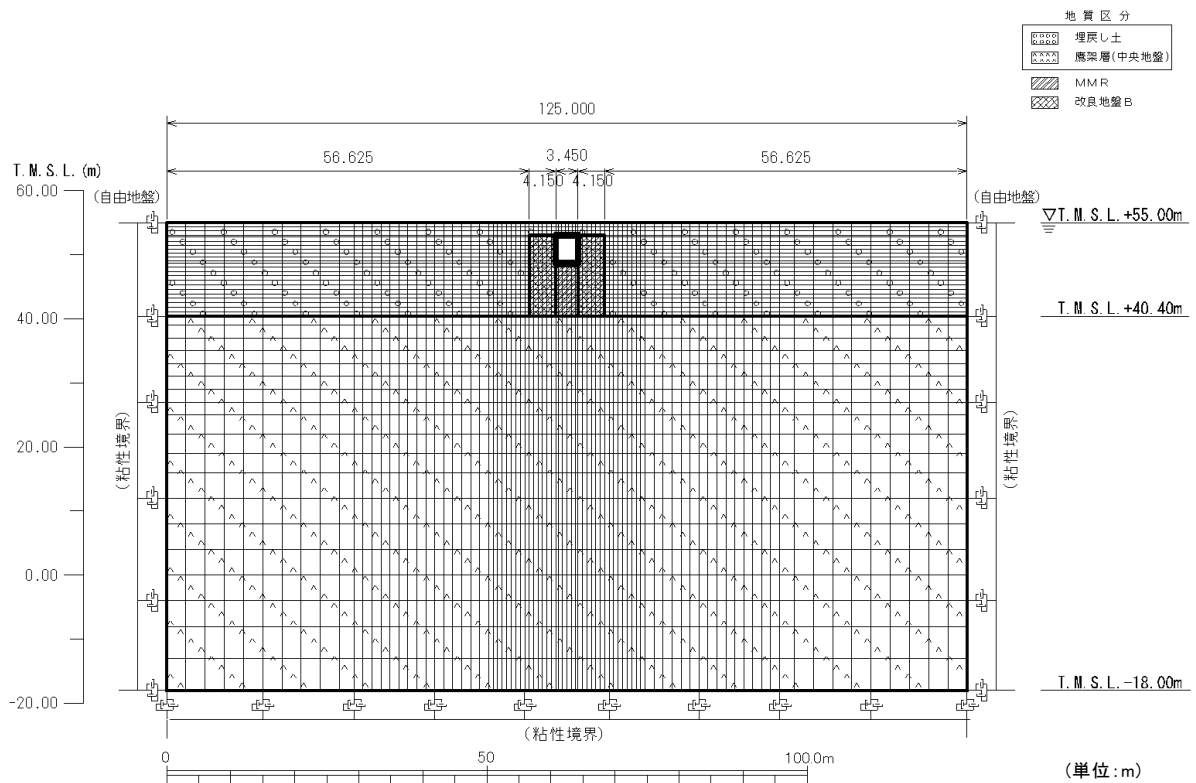 地質区分
埋戻し土
鷹架層(中央地盤)
MMR
改良地盤B
125.000
56.625
3.450
56.625
4.150
4.150
T.M.S.L.(m)
60.00
40.00
20.00
0.00
-20.00
(自由地盤)
(自由地盤)
▽T.M.S.L.+55.00m
T.M.S.L.+40.40m
T.M.S.L.-18.00m
(粘性境界)
(粘性境界)
(粘性境界)
0
50
100.0m
(単位:m)